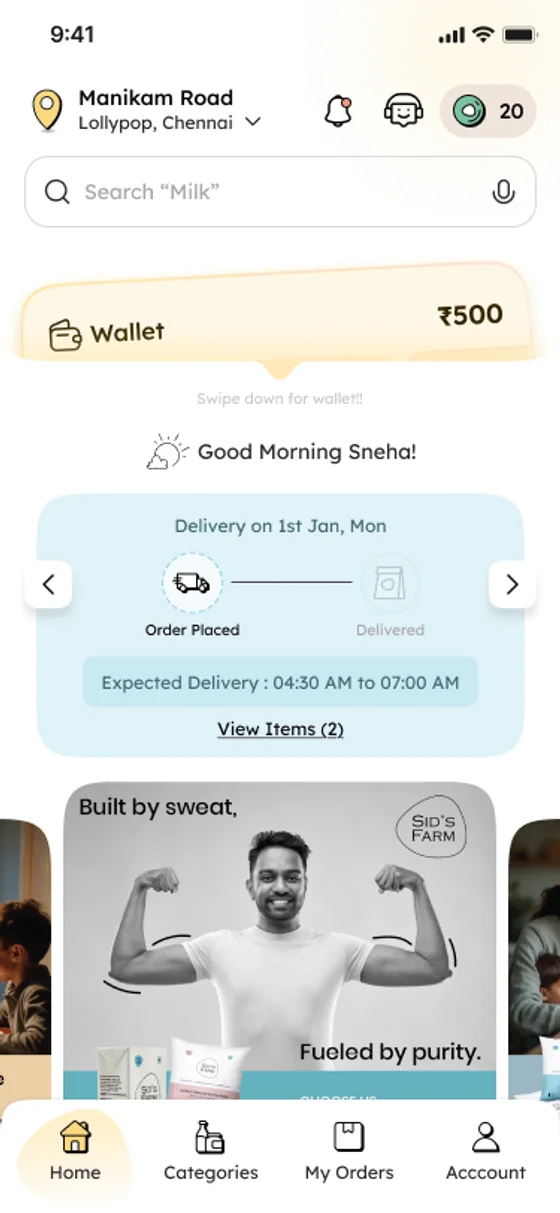 9:41
Manikam Road
Lollypop, Chennai
20
Search “Milk”
Wallet
₹500
Swipe down for wallet!!
Good Morning Sneha!
Delivery on 1st Jan, Mon
Order Placed
Delivered
Expected Delivery : 04:30 AM to 07:00 AM
View Items (2)
Built by sweat,
SID'S
FARM
Fueled by purity.
SID'S
Home
Categories
My Orders
Acccount